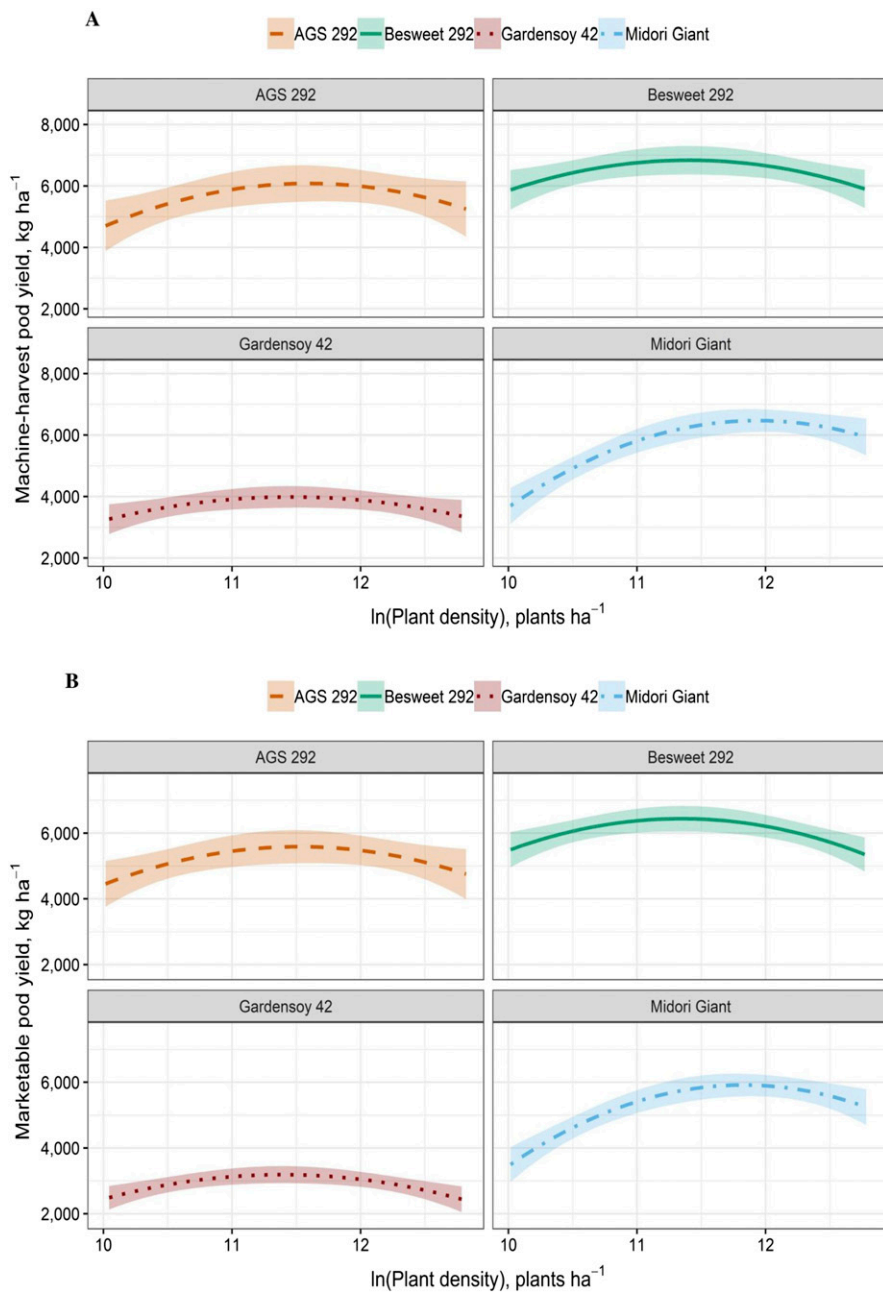 A
AGS 292 Besweet 292 Gardensoy 42 Midori Giant
AGS 292 Besweet 292
8,000
6,000
4,000
2,000
Gardensoy 42 Midori Giant
8,000
6,000
4,000
2,000
Machine-harvest pod yield, kg ha⁻¹
10 11 12 10 11 12
ln(Plant density), plants ha⁻¹
B
AGS 292 Besweet 292 Gardensoy 42 Midori Giant
AGS 292 Besweet 292
6,000
4,000
2,000
Gardensoy 42 Midori Giant
6,000
4,000
2,000
Marketable pod yield, kg ha⁻¹
10 11 12 10 11 12
ln(Plant density), plants ha⁻¹